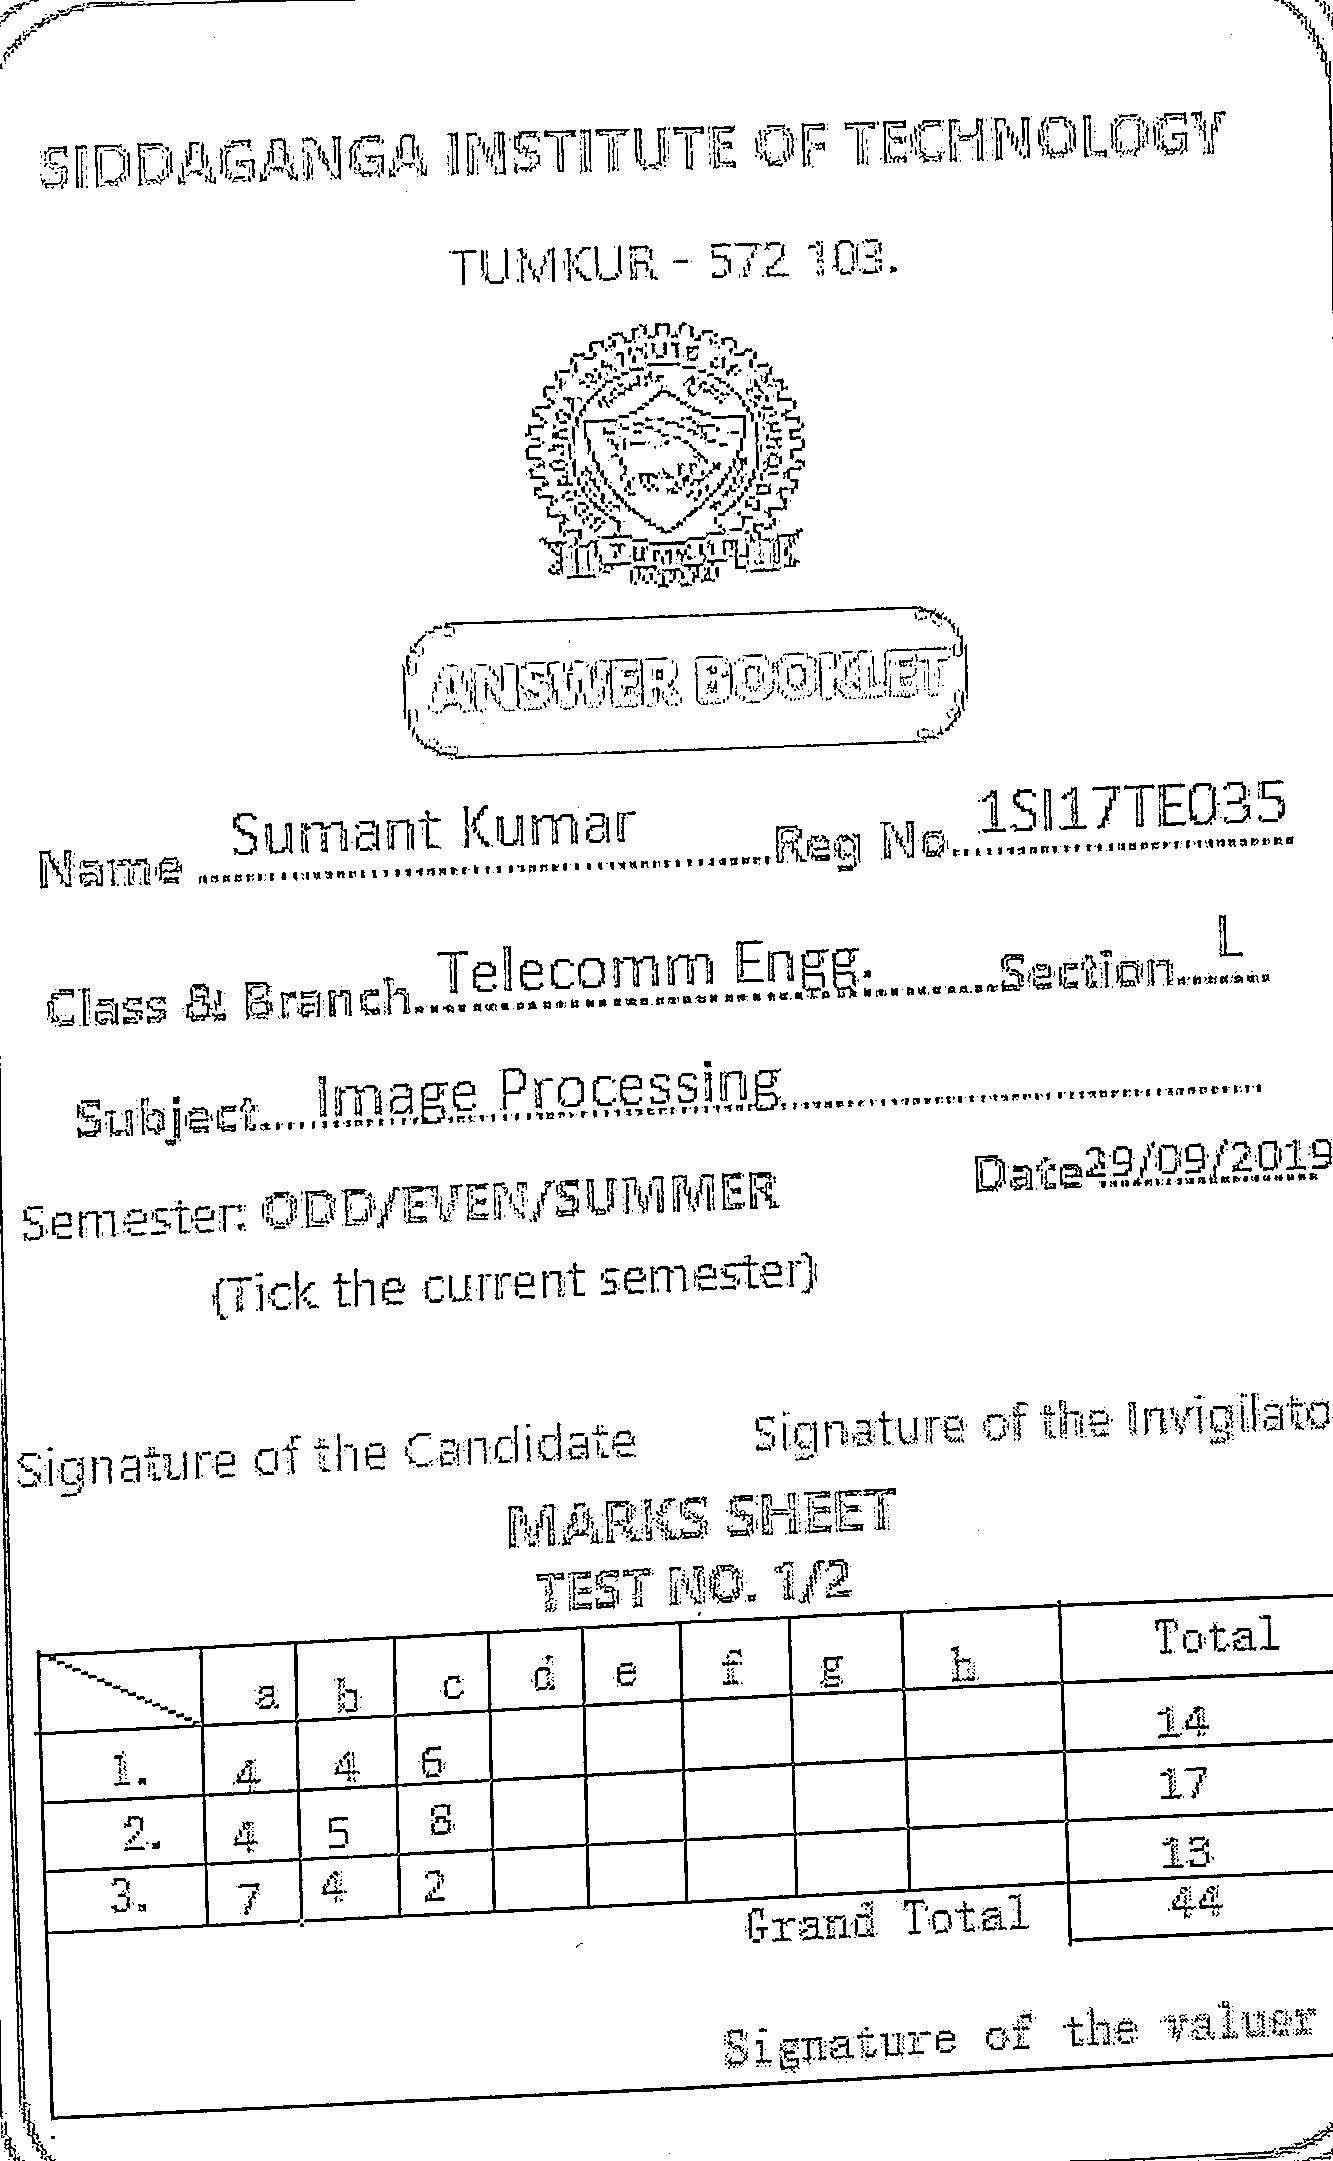 SIDDAGANGA INSTITUTE OF TECHNOLOGY
TUMKUR - 572 103.
ANSWER BOOKLET
Name Sumant Kumar Reg No 1SI17TE035
Class & Branch Telecomm Engg. Section L
Subject Image Processing
Date 29/09/2019
Semester: ODD/EVEN/SUMMER
(Tick the current semester)
Signature of the Candidate Signature of the Invigilato
MARKS SHEET
TEST NO. 1/2
a b c d e f g h Total
1. 4 4 6 14
2. 4 5 8 17
3. 7 4 2 13
Grand Total 44
Signature of the valuer